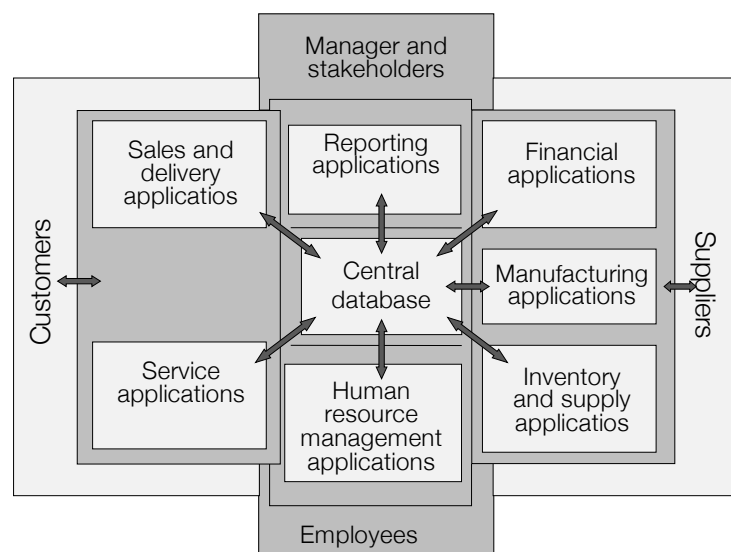 Manager and
stakeholders
Sales and
delivery
applicatios
Reporting
applications
Financial
applications
Customers
Central
database
Manufacturing
applications
Suppliers
Service
applications
Human
resource
management
applications
Inventory
and supply
applicatios
Employees